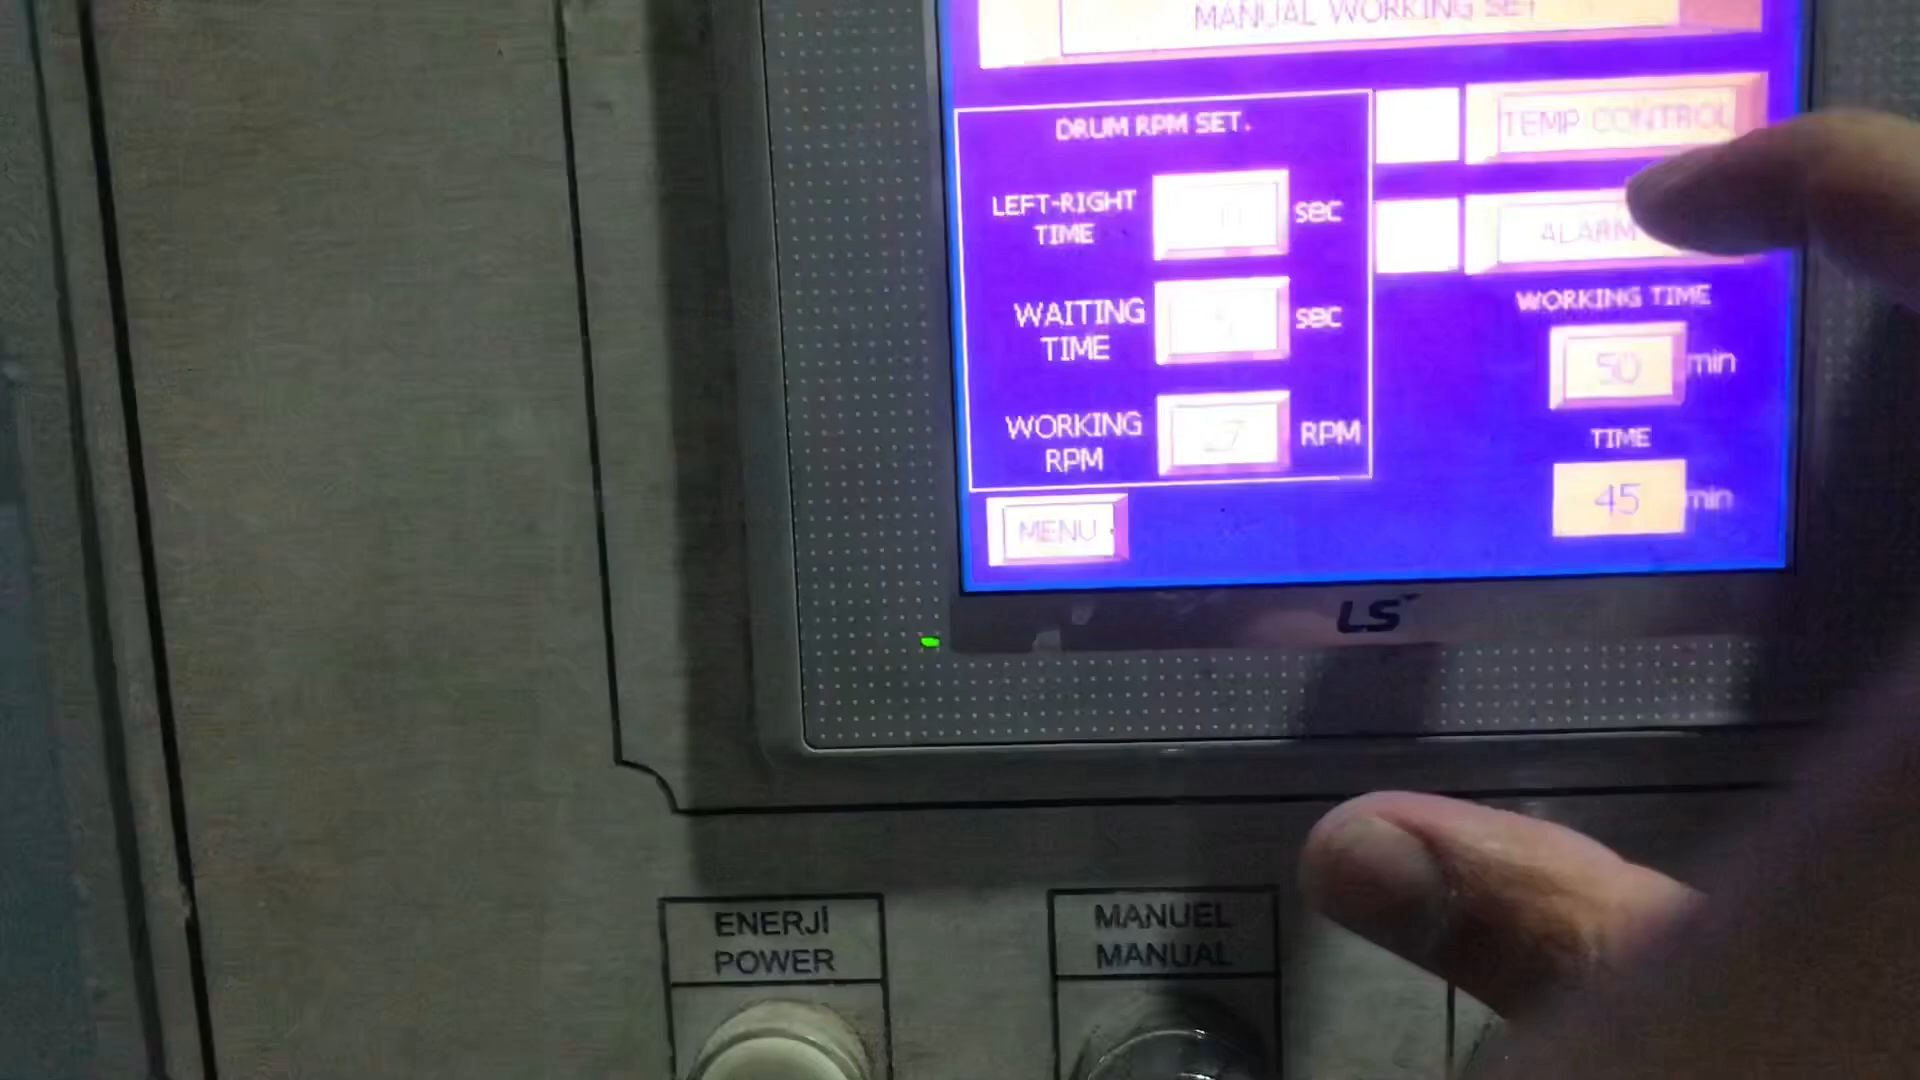 MANUAL WORKING SET
DRUM RPM SET.
LEFT-RIGHT
TIME
sec
WAITING
TIME
sec
WORKING
RPM
RPM
MENU
TEMP CONTROL
ALARM
WORKING TIME
50 min
TIME
45 min
LS
ENERJİ
POWER
MANUEL
MANUAL